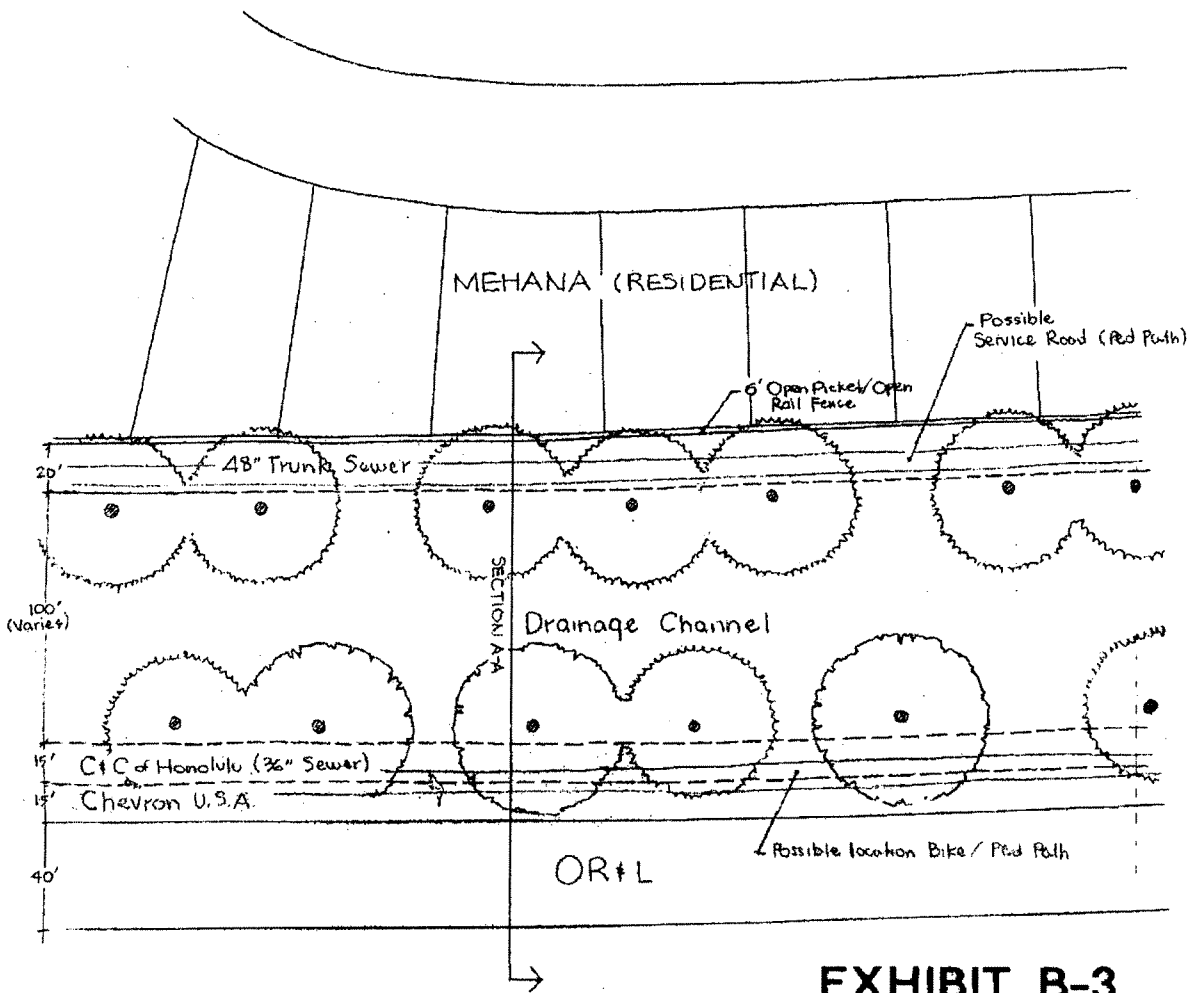 MEHANA (RESIDENTIAL)
Possible
Service Road (Ped Path)
6' Open Picket/Open
Rail Fence
20'
48" Trunk Sewer
SECTION A-A
100'
(Varies)
Drainage Channel
15'
C&C of Honolulu (36" Sewer)
15'
Chevron U.S.A.
Possible location Bike / Ped Path
40'
OR&L
EXHIBIT B-3